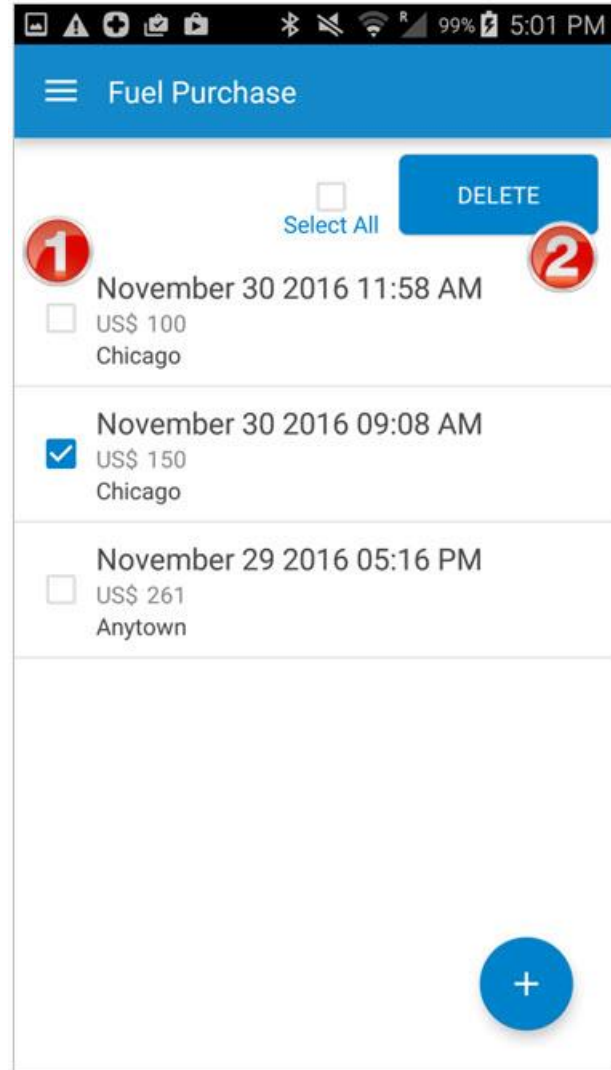 R 99% 5:01 PM
Fuel Purchase
Select All
DELETE
1
2
November 30 2016 11:58 AM
US$ 100
Chicago
November 30 2016 09:08 AM
US$ 150
Chicago
November 29 2016 05:16 PM
US$ 261
Anytown
+